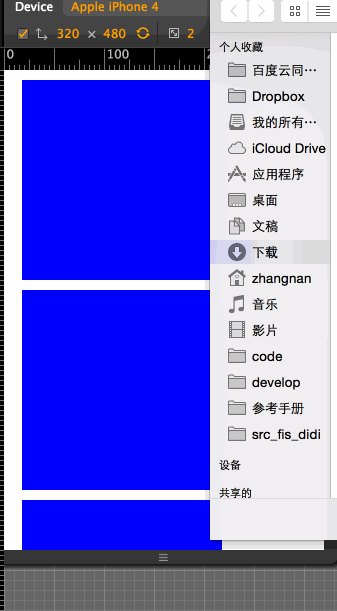 Device Apple iPhone 4
320 × 480 2
0 100 2
个人收藏
百度云同…
Dropbox
我的所有…
iCloud Drive
应用程序
桌面
文稿
下载
zhangnan
音乐
影片
code
develop
参考手册
src_fis_didi
设备
共享的